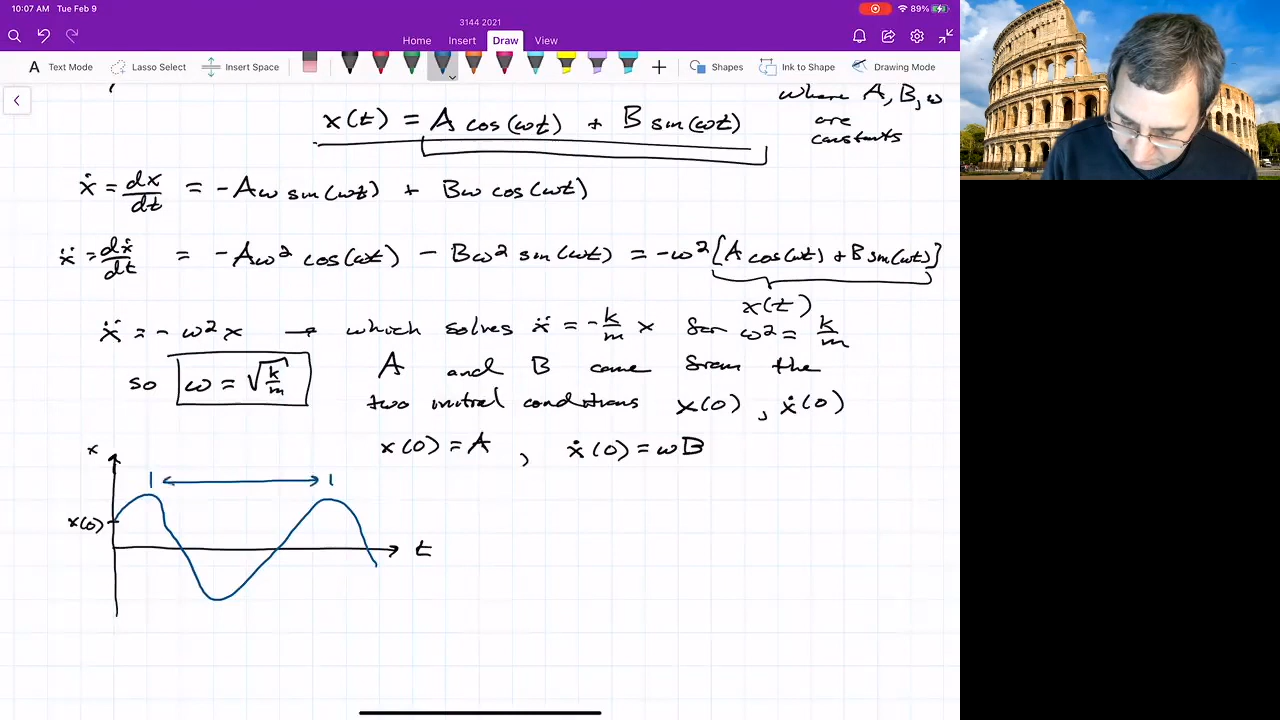 10:07 AM Tue Feb 9
89%
3144 2021
Home Insert Draw View
Text Mode Lasso Select Insert Space Shapes Ink to Shape Drawing Mode
x(t) = A cos(ωt) + B sin(ωt)
where A, B, ω
are
constants
ẋ = dx/dt = -Aω sin(ωt) + Bω cos(ωt)
ẍ = dẋ/dt = -Aω² cos(ωt) - Bω² sin(ωt) = -ω² [A cos(ωt) + B sin(ωt)]
x(t)
ẍ = -ω² x → which solves ẍ = -k/m x for ω² = k/m
so ω = √(k/m) A and B come from the
two initial conditions x(0), ẋ(0)
x(0) = A , ẋ(0) = ωB
x
x(0)
t